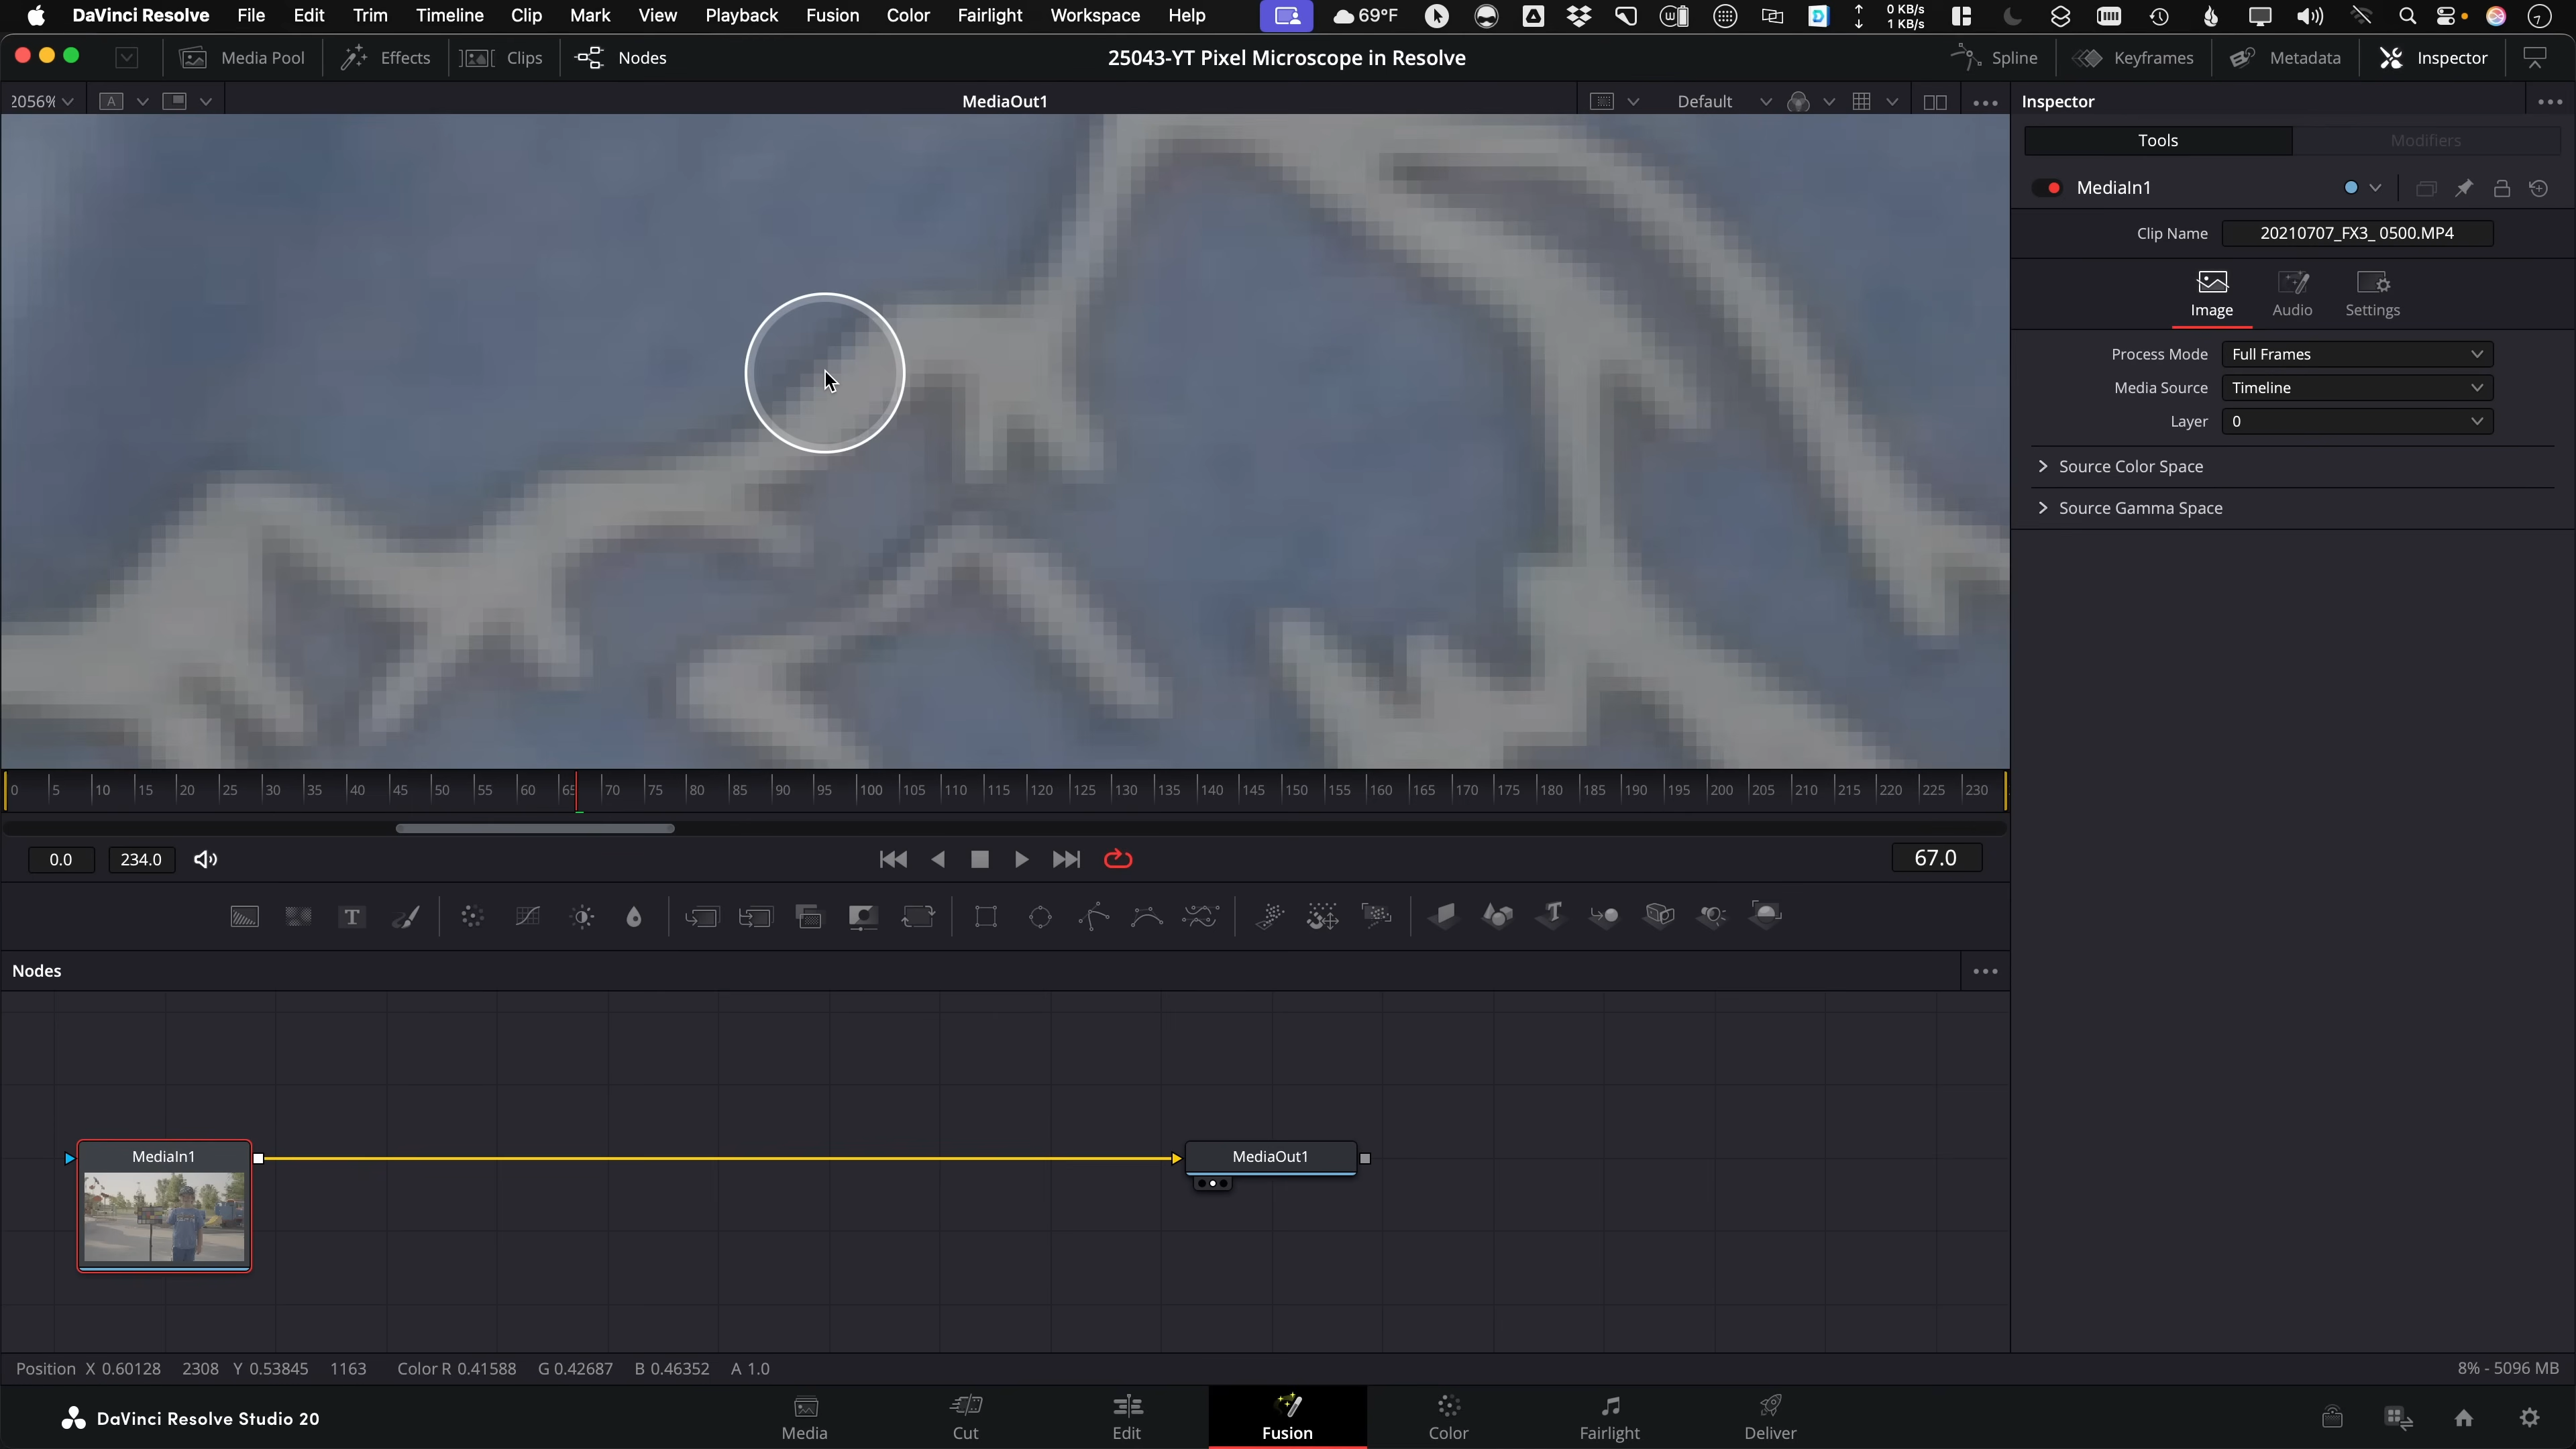 DaVinci Resolve File Edit Trim Timeline Clip Mark View Playback Fusion Color Fairlight Workspace Help 69°F 0 KB/s
1 KB/s
Media Pool Effects Clips Nodes 25043-YT Pixel Microscope in Resolve Spline Keyframes Metadata Inspector
2056% A MediaOut1 Default Inspector
Tools Modifiers
MediaIn1
Clip Name 20210707_FX3_ 0500.MP4
Image Audio Settings
Process Mode Full Frames
Media Source Timeline
Layer 0
Source Color Space
Source Gamma Space
0 5 10 15 20 25 30 35 40 45 50 55 60 65 70 75 80 85 90 95 100 105 110 115 120 125 130 135 140 145 150 155 160 165 170 175 180 185 190 195 200 205 210 215 220 225 230
0.0 234.0 67.0
T T
Nodes
MediaIn1 MediaOut1
Position X 0.60128 2308 Y 0.53845 1163 Color R 0.41588 G 0.42687 B 0.46352 A 1.0 8% - 5096 MB
DaVinci Resolve Studio 20 Media Cut Edit Fusion Color Fairlight Deliver